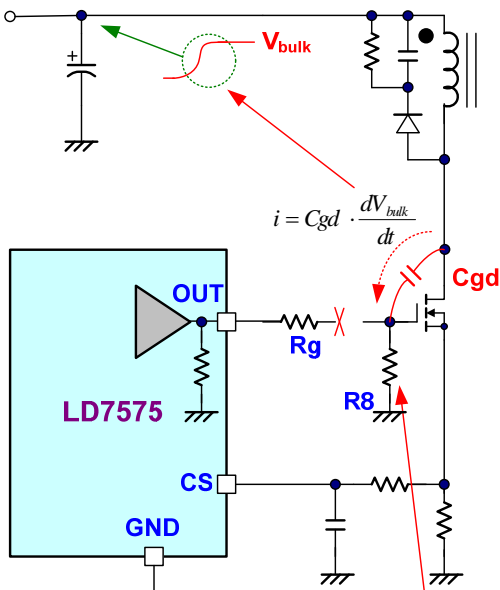 +
Vbulk
i = Cgd · dVbulk/dt
Cgd
OUT
Rg
R8
LD7575
CS
GND